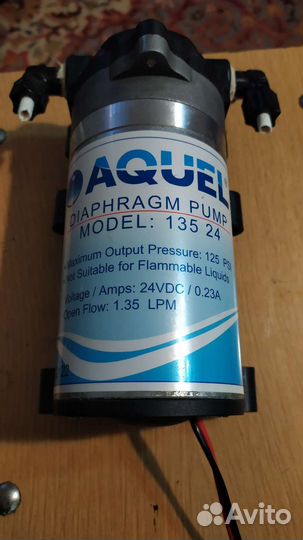 AQUEL
DIAPHRAGM PUMP
MODEL: 135 24
Maximum Output Pressure: 125 PSI
Not Suitable for Flammable Liquids
Voltage / Amps: 24VDC / 0.23A
Open Flow: 1.35 LPM
Avito